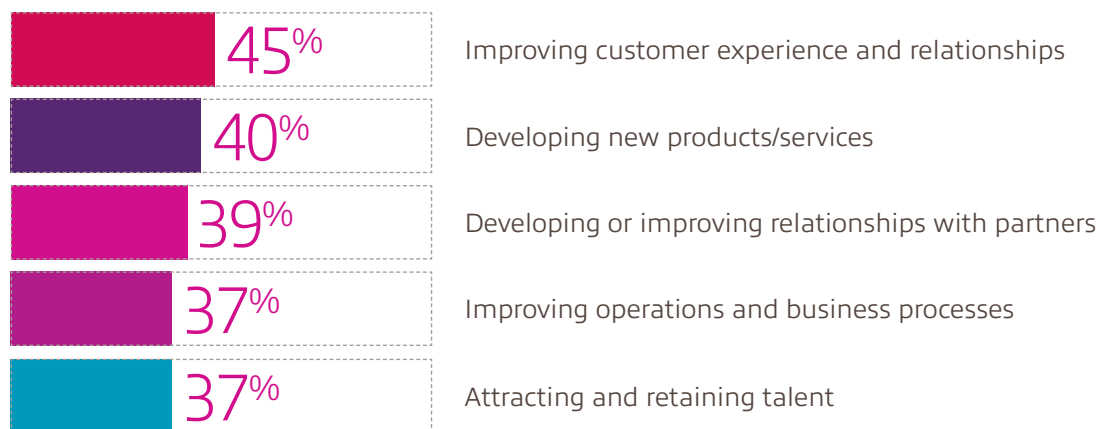 45% Improving customer experience and relationships
40% Developing new products/services
39% Developing or improving relationships with partners
37% Improving operations and business processes
37% Attracting and retaining talent